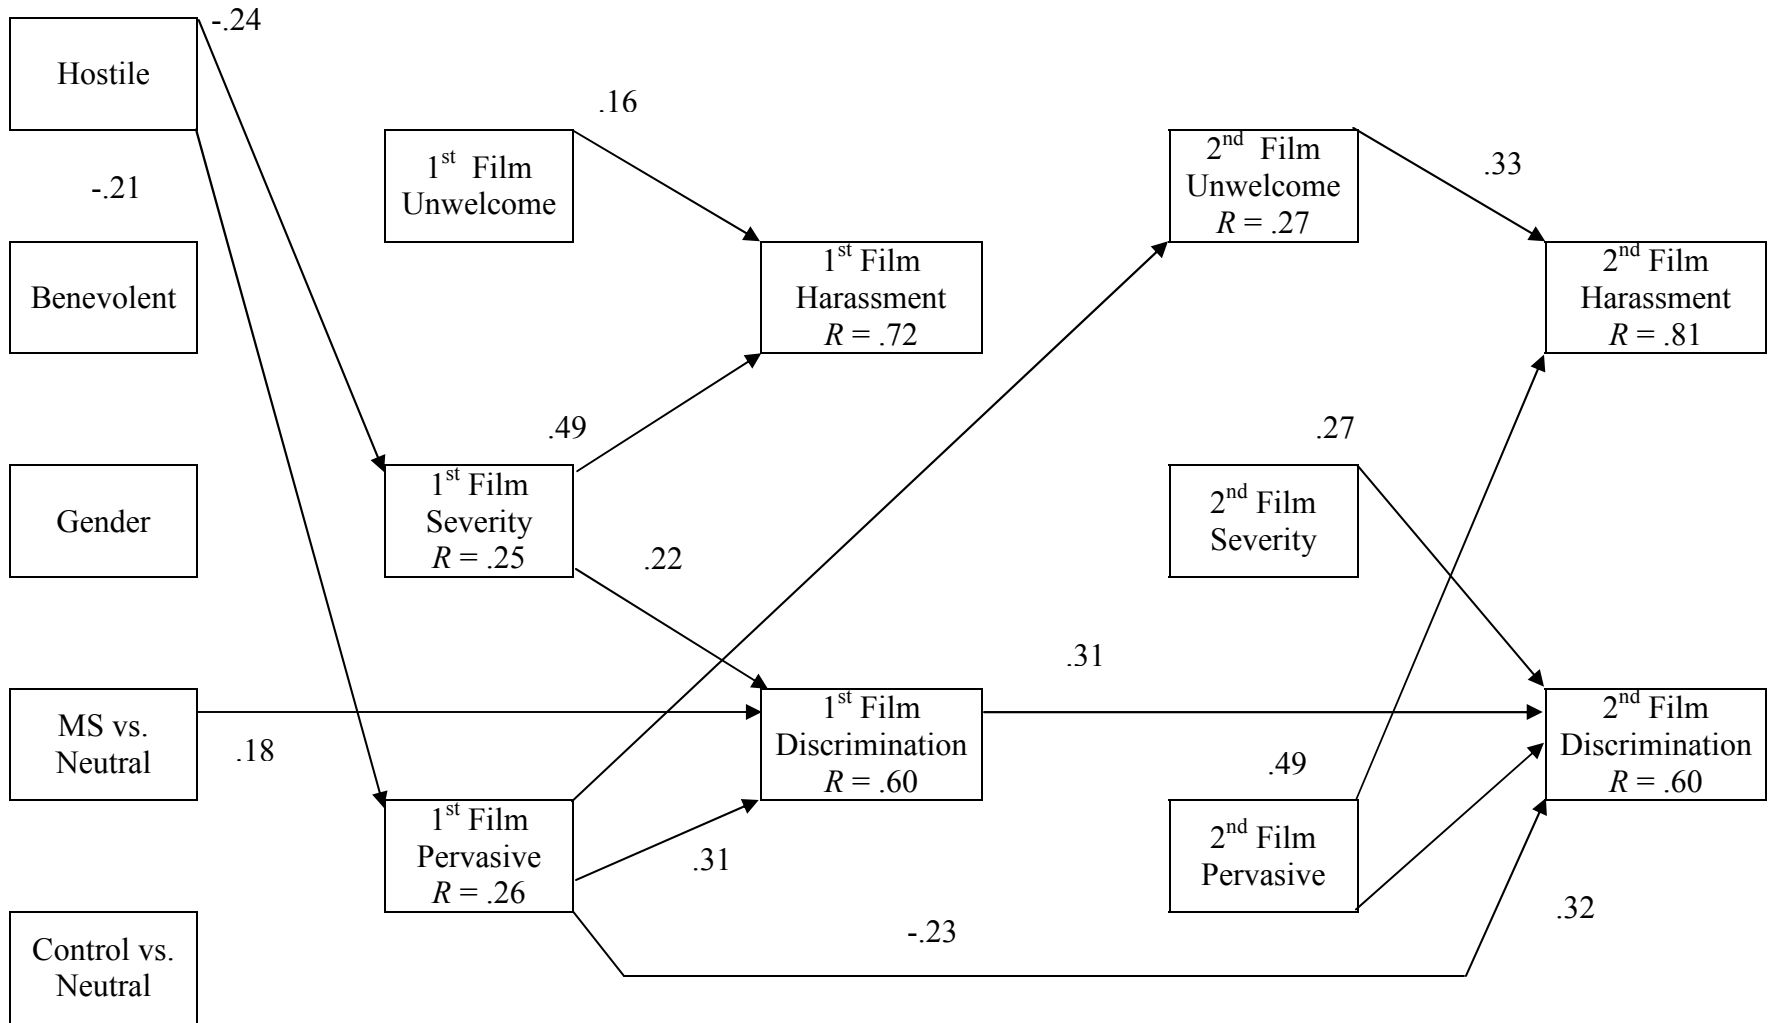 -.24
Hostile
.16
-.21
1st Film
Unwelcome
2nd Film
Unwelcome
R = .27
.33
Benevolent
1st Film
Harassment
R = .72
2nd Film
Harassment
R = .81
.49
.27
Gender
1st Film
Severity
R = .25
2nd Film
Severity
.22
.31
MS vs.
Neutral
.18
1st Film
Discrimination
R = .60
2nd Film
Discrimination
R = .60
.49
1st Film
Pervasive
R = .26
.31
2nd Film
Pervasive
.32
-.23
Control vs.
Neutral